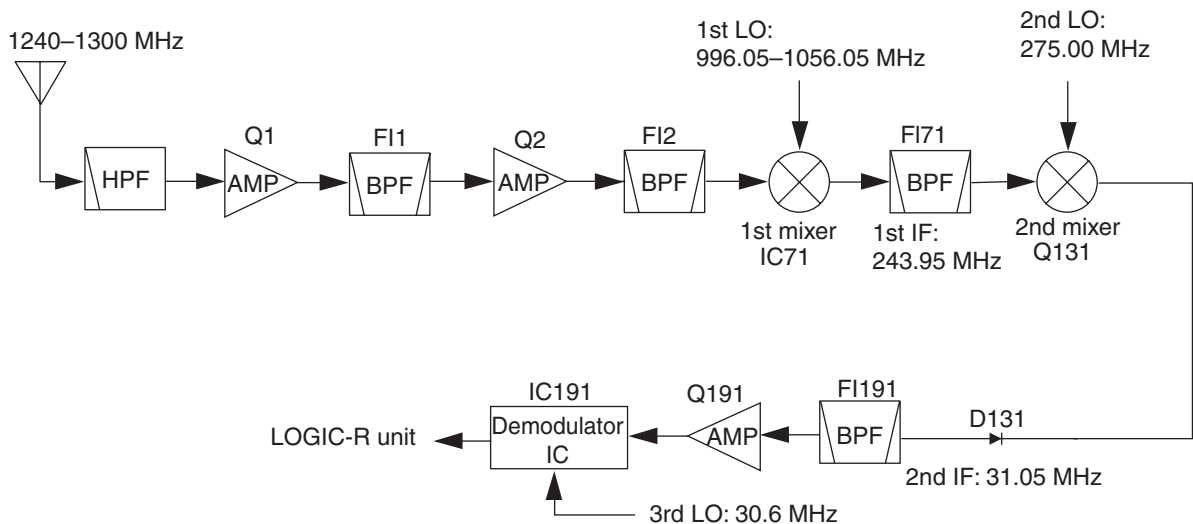 1240–1300 MHz
1st LO:
996.05–1056.05 MHz
2nd LO:
275.00 MHz
Q1
FI1
Q2
FI2
FI71
HPF
AMP
BPF
AMP
BPF
BPF
1st mixer
IC71
1st IF:
243.95 MHz
2nd mixer
Q131
IC191
Q191
FI191
D131
LOGIC-R unit
Demodulator
IC
AMP
BPF
2nd IF: 31.05 MHz
3rd LO: 30.6 MHz